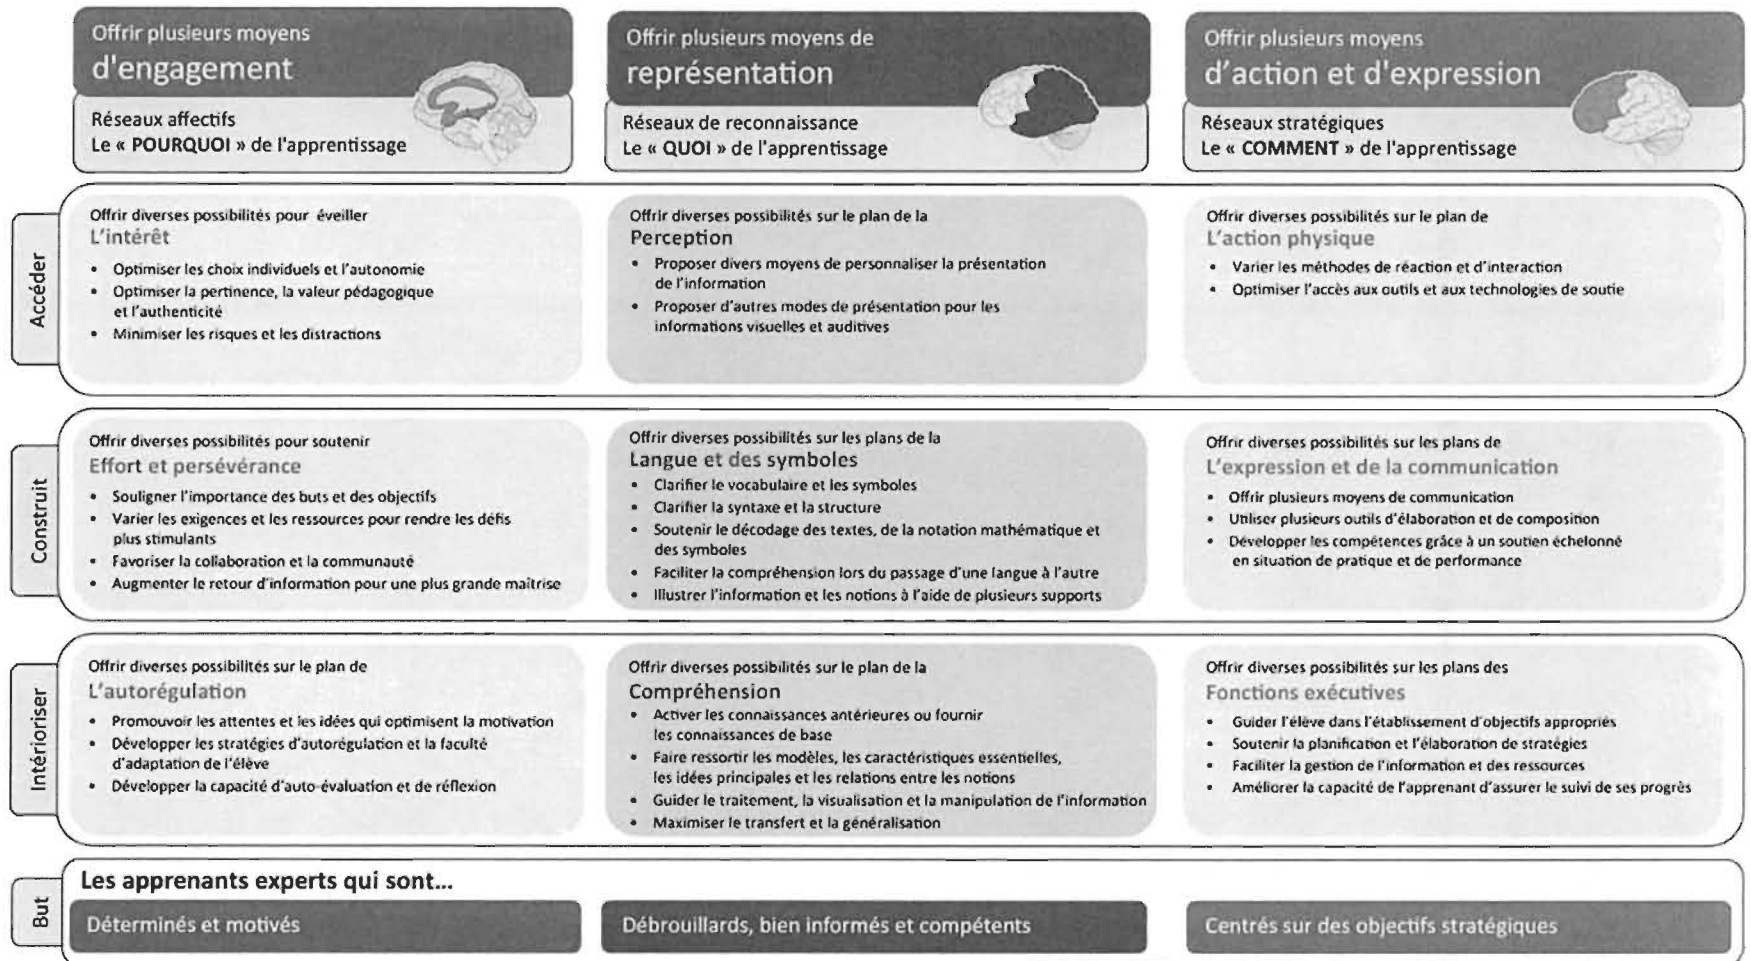 Offrir plusieurs moyens
d'engagement
Réseaux affectifs
Le « POURQUOI » de l'apprentissage
Offrir plusieurs moyens de
représentation
Réseaux de reconnaissance
Le « QUOI » de l'apprentissage
Offrir plusieurs moyens
d'action et d'expression
Réseaux stratégiques
Le « COMMENT » de l'apprentissage
Accéder
Offrir diverses possibilités pour éveiller
L'intérêt
• Optimiser les choix individuels et l'autonomie
• Optimiser la pertinence, la valeur pédagogique
et l'authenticité
• Minimiser les risques et les distractions
Offrir diverses possibilités sur le plan de la
Perception
• Proposer divers moyens de personnaliser la présentation
de l'information
• Proposer d'autres modes de présentation pour les
informations visuelles et auditives
Offrir diverses possibilités sur le plan de
L'action physique
• Varier les méthodes de réaction et d'interaction
• Optimiser l'accès aux outils et aux technologies de soutie
Construit
Offrir diverses possibilités pour soutenir
Effort et persévérance
• Souligner l'importance des buts et des objectifs
• Varier les exigences et les ressources pour rendre les défis
plus stimulants
• Favoriser la collaboration et la communauté
• Augmenter le retour d'information pour une plus grande maîtrise
Offrir diverses possibilités sur les plans de la
Langue et des symboles
• Clarifier le vocabulaire et les symboles
• Clarifier la syntaxe et la structure
• Soutenir le décodage des textes, de la notation mathématique et
des symboles
• Faciliter la compréhension lors du passage d'une langue à l'autre
• Illustrer l'information et les notions à l'aide de plusieurs supports
Offrir diverses possibilités sur les plans de
L'expression et de la communication
• Offrir plusieurs moyens de communication
• Utiliser plusieurs outils d'élaboration et de composition
• Développer les compétences grâce à un soutien échelonné
en situation de pratique et de performance
Intérioriser
Offrir diverses possibilités sur le plan de
L'autorégulation
• Promouvoir les attentes et les idées qui optimisent la motivation
• Développer les stratégies d'autorégulation et la faculté
d'adaptation de l'élève
• Développer la capacité d'auto-évaluation et de réflexion
Offrir diverses possibilités sur le plan de la
Compréhension
• Activer les connaissances antérieures ou fournir
les connaissances de base
• Faire ressortir les modèles, les caractéristiques essentielles,
les idées principales et les relations entre les notions
• Guider le traitement, la visualisation et la manipulation de l'information
• Maximiser le transfert et la généralisation
Offrir diverses possibilités sur les plans des
Fonctions exécutives
• Guider l'élève dans l'établissement d'objectifs appropriés
• Soutenir la planification et l'élaboration de stratégies
• Faciliter la gestion de l'information et des ressources
• Améliorer la capacité de l'apprenant d'assurer le suivi de ses progrès
But
Les apprenants experts qui sont...
Déterminés et motivés
Débrouillards, bien informés et compétents
Centrés sur des objectifs stratégiques